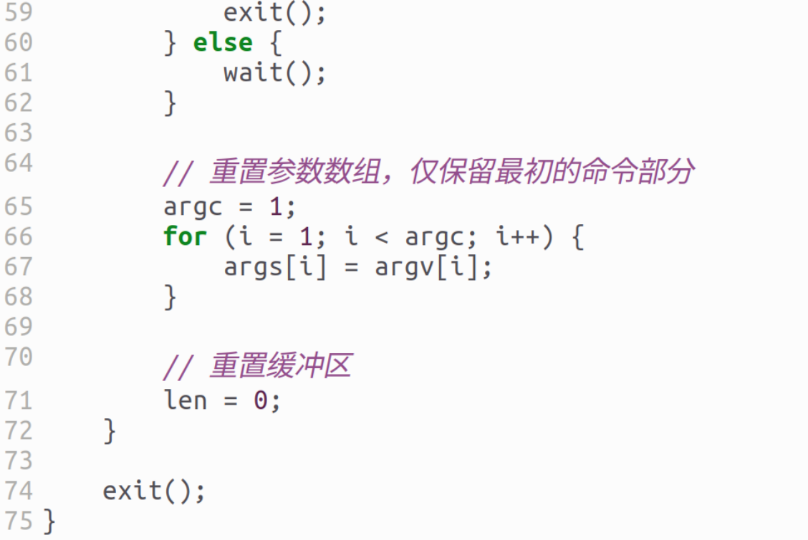 59             exit();
60         } else {
61             wait();
62         }
63
64         // 重置参数数组，仅保留最初的命令部分
65         argc = 1;
66         for (i = 1; i < argc; i++) {
67             args[i] = argv[i];
68         }
69
70         // 重置缓冲区
71         len = 0;
72     }
73
74     exit();
75 }